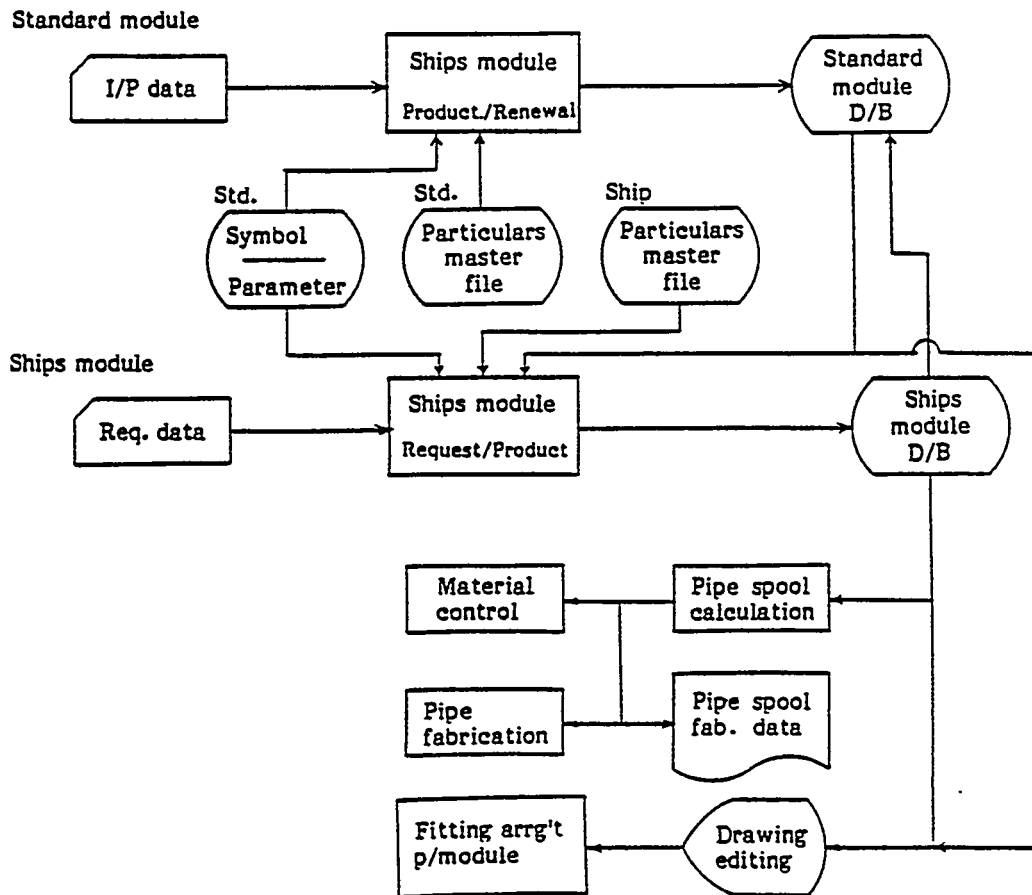 Standard module
I/P data
Ships module
Product./Renewal
Standard
module
D/B
Std.
Symbol
Parameter
Std.
Particulars
master
file
Ship
Particulars
master
file
Ships module
Req. data
Ships module
Request/Product
Ships
module
D/B
Material
control
Pipe spool
calculation
Pipe
fabrication
Pipe spool
fab. data
Fitting arrg't
p/module
Drawing
editing